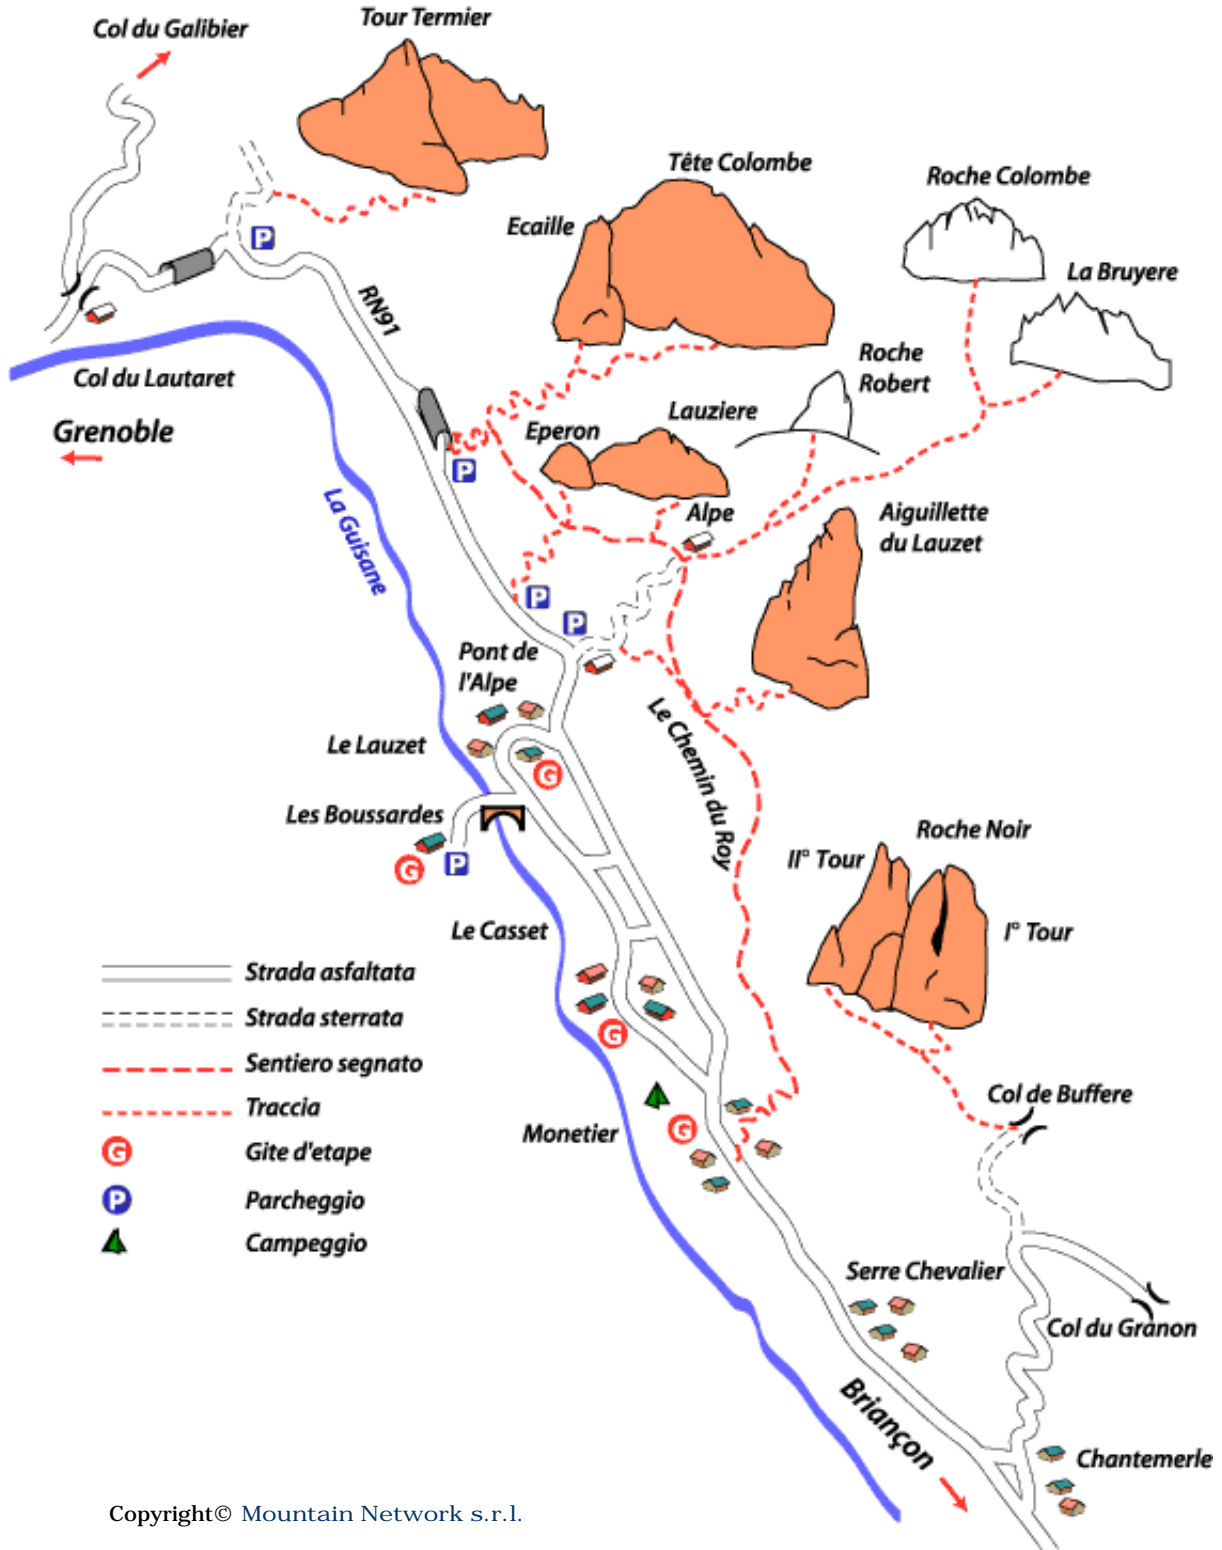 Tour Termier
Col du Galibier
Tête Colombe
Roche Colombe
Ecaille
La Bruyere
P
RN91
Roche
Robert
Col du Lautaret
Lauziere
Grenoble
Eperon
P
La Guisane
Alpe
Aiguillette
du Lauzet
P
P
Pont de
l'Alpe
Le Chemin du Roy
Le Lauzet
G
Les Boussardes
G
P
Roche Noir
II° Tour
I° Tour
Le Casset
G
Strada asfaltata
Strada sterrata
Sentiero segnato
Traccia
G Gite d'etape
P Parcheggio
Campeggio
Col de Buffere
G
Monetier
Serre Chevalier
Col du Granon
Briançon
Chantemerle
Copyright© Mountain Network s.r.l.